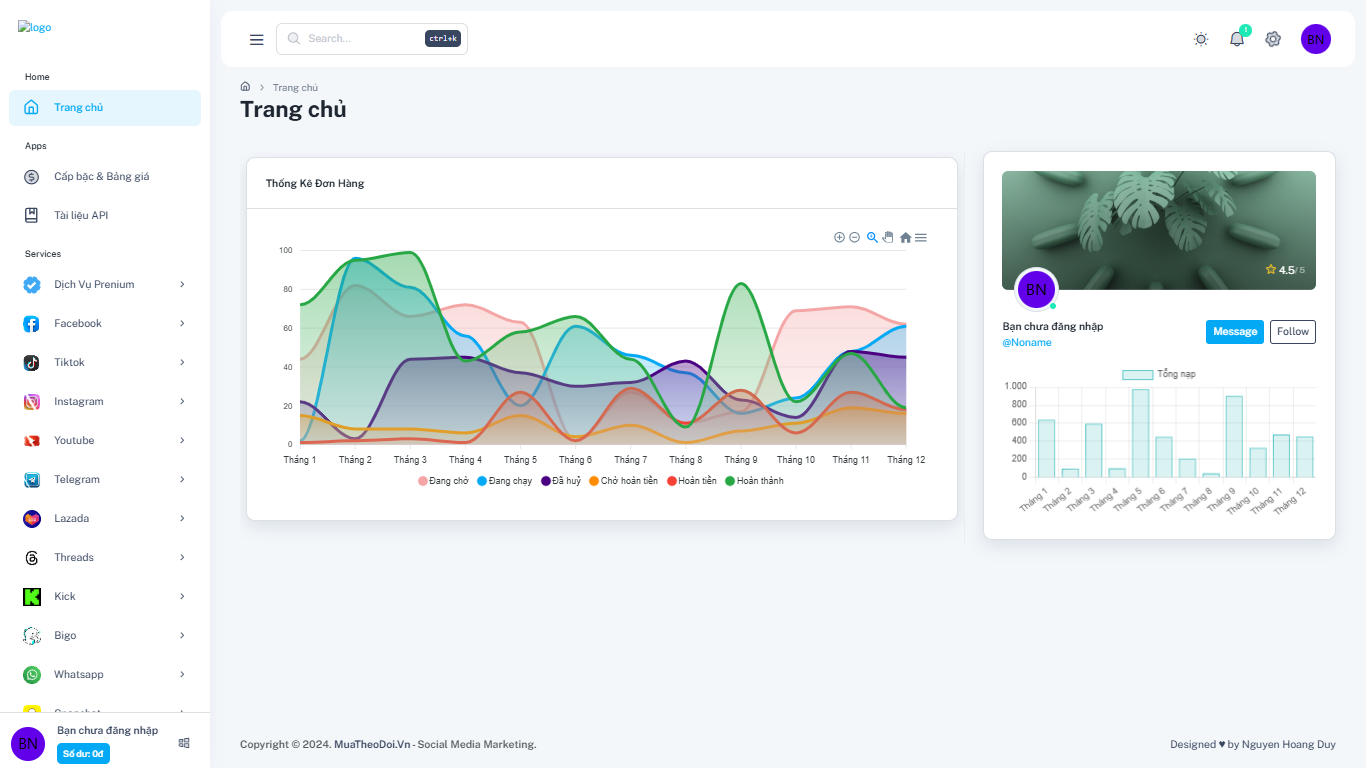 logo
Home
Trang chủ
Apps
Cấp bậc & Bảng giá
Tài liệu API
Services
Dịch Vụ Premium
Facebook
Tiktok
Instagram
Youtube
Telegram
Lazada
Threads
Kick
Bigo
Whatsapp
Snapchat
BN
Bạn chưa đăng nhập
Số dư: 0đ
Search...
ctrl+k
BN
Trang chủ
Trang chủ
Thống Kê Đơn Hàng
100
80
60
40
20
0
Tháng 1 Tháng 2 Tháng 3 Tháng 4 Tháng 5 Tháng 6 Tháng 7 Tháng 8 Tháng 9 Tháng 10 Tháng 11 Tháng 12
Đang chờ Đang chạy Đã huỷ Chờ hoàn tiền Hoàn tiền Hoàn thành
4.5/5
BN
Bạn chưa đăng nhập
@Noname
Message Follow
Tổng nạp
1.000
800
600
400
200
0
Tháng 1 Tháng 2 Tháng 3 Tháng 4 Tháng 5 Tháng 6 Tháng 7 Tháng 8 Tháng 9 Tháng 10 Tháng 11 Tháng 12
Copyright © 2024. MuaTheoDoi.Vn - Social Media Marketing.
Designed ♥ by Nguyen Hoang Duy